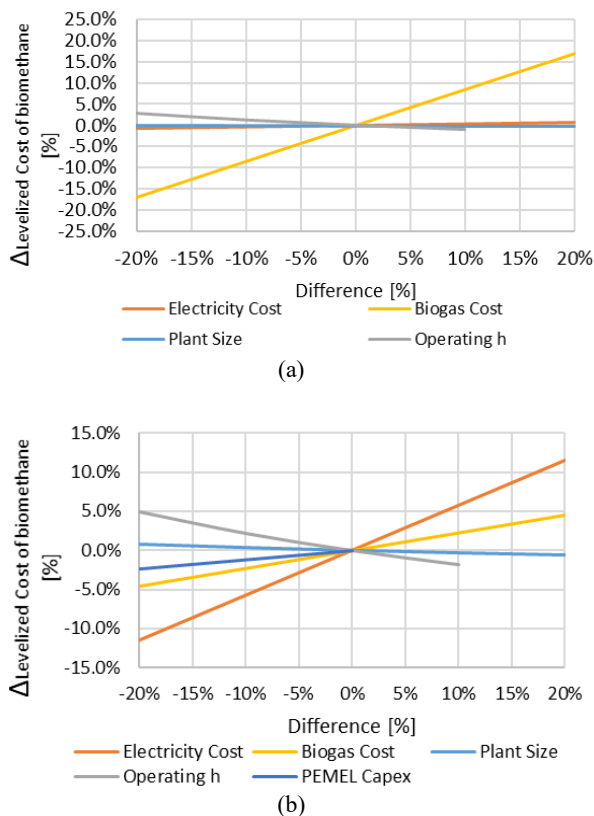 25.0%
20.0%
15.0%
10.0%
5.0%
0.0%
-5.0%
-10.0%
-15.0%
-20.0%
-25.0%
ΔLevelized Cost of biomethane
[%]
-20% -15% -10% -5% 0% 5% 10% 15% 20%
Difference [%]
Electricity Cost Biogas Cost
Plant Size Operating h
(a)
15.0%
10.0%
5.0%
0.0%
-5.0%
-10.0%
-15.0%
ΔLevelized Cost of biomethane
[%]
-20% -15% -10% -5% 0% 5% 10% 15% 20%
Difference [%]
Electricity Cost Biogas Cost Plant Size
Operating h PEMEL Capex
(b)